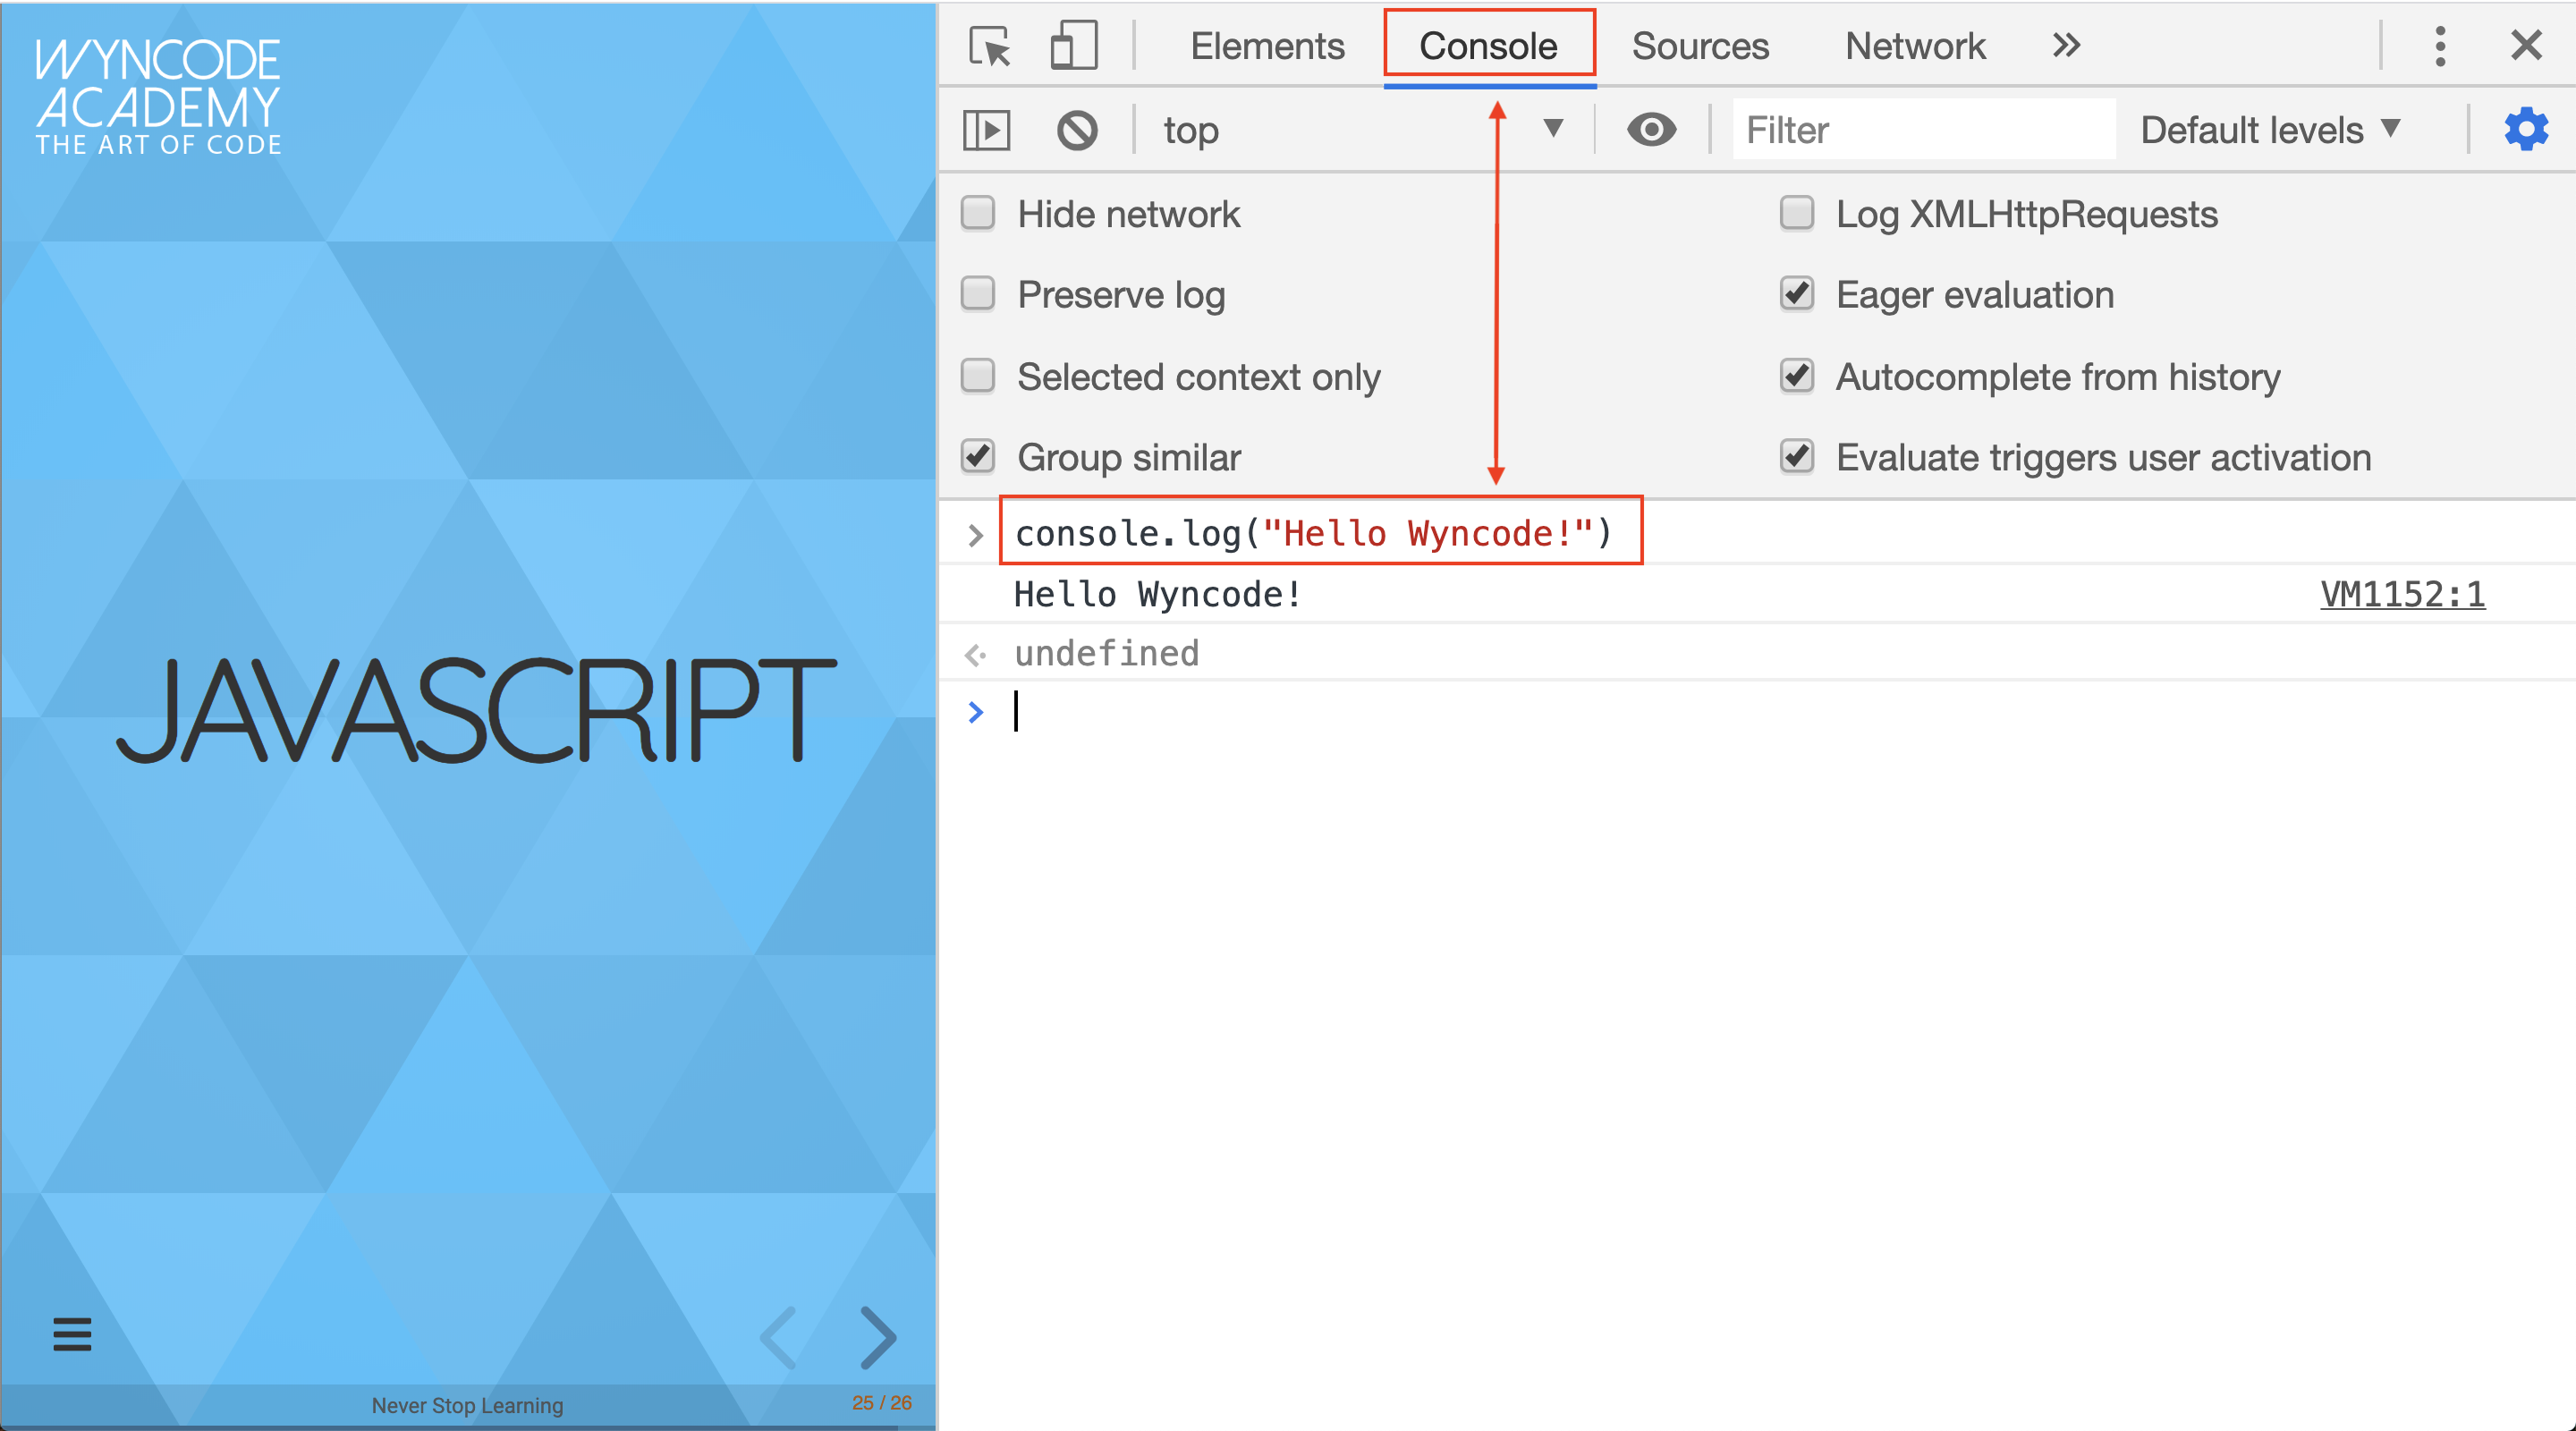 WYNCODE
ACADEMY
THE ART OF CODE
JAVASCRIPT
Never Stop Learning
25 / 26
Elements Console Sources Network »
top Filter Default levels
Hide network Log XMLHttpRequests
Preserve log Eager evaluation
Selected context only Autocomplete from history
Group similar Evaluate triggers user activation
console.log("Hello Wyncode!")
Hello Wyncode! VM1152:1
undefined